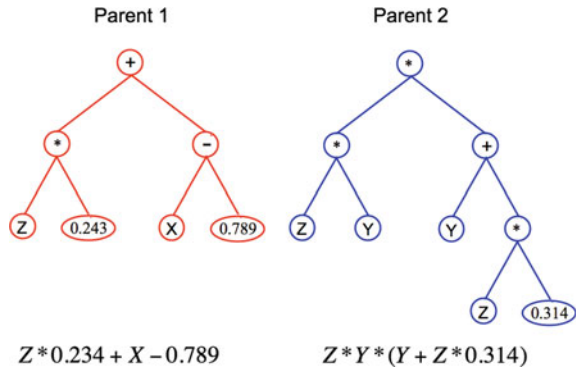 Parent 1 Parent 2
+ *
* − * +
Z 0.243 X 0.789 Z Y Y *
Z 0.314
Z*0.234+X−0.789 Z*Y*(Y+Z*0.314)